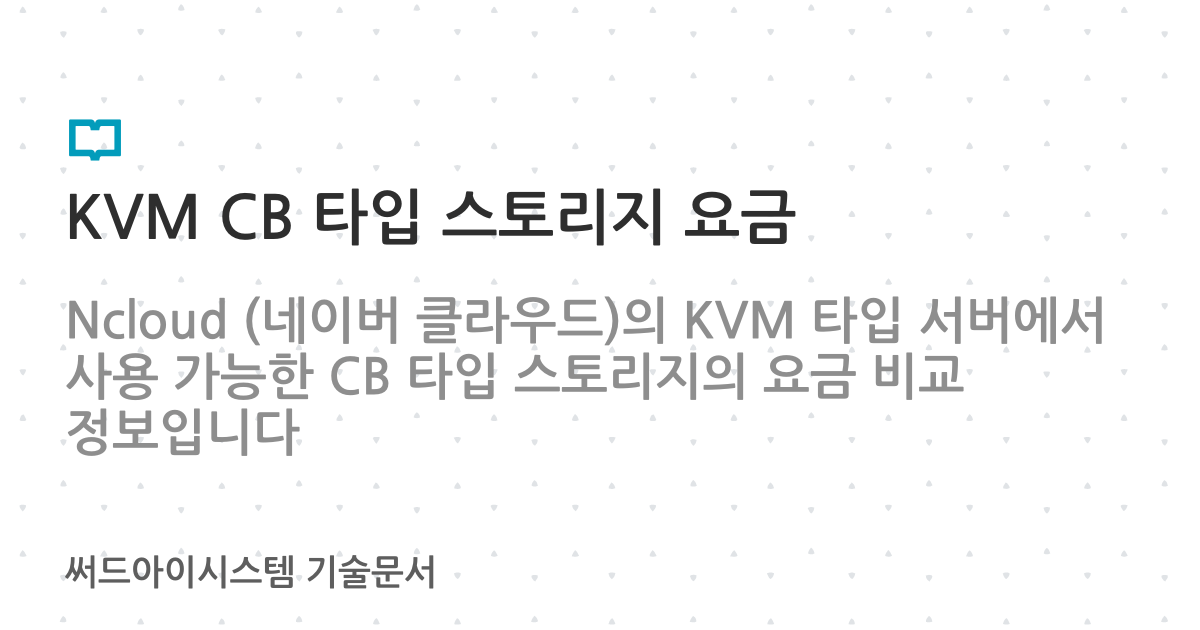 KVM CB 타입 스토리지 요금
Ncloud (네이버 클라우드)의 KVM 타입 서버에서
사용 가능한 CB 타입 스토리지의 요금 비교
정보입니다
써드아이시스템 기술문서